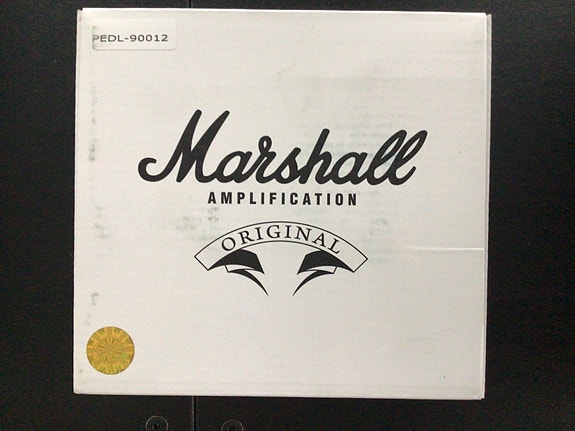 PEDL-90012
Marshall
AMPLIFICATION
ORIGINAL